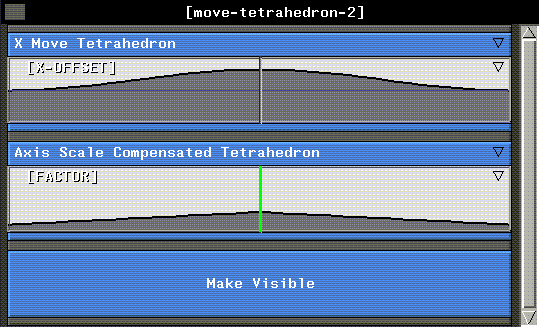 [move-tetrahedron-2]
X Move Tetrahedron
[X-OFFSET]
Axis Scale Compensated Tetrahedron
[FACTOR]
Make Visible